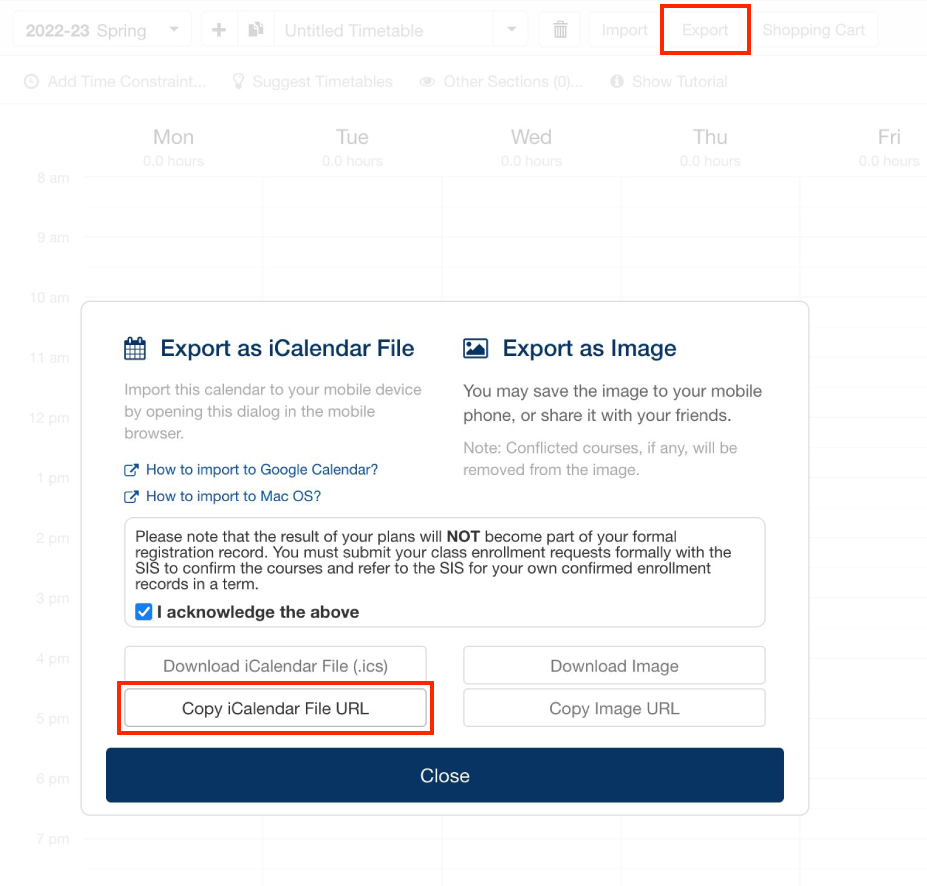 2022-23 Spring
Untitled Timetable
Import
Export
Shopping Cart
Add Time Constraint...
Suggest Timetables
Other Sections (0)...
Show Tutorial
Mon
Tue
Wed
Thu
Fri
0.0 hours
0.0 hours
0.0 hours
0.0 hours
0.0 hours
8 am
9 am
10 am
11 am
12 pm
1 pm
2 pm
3 pm
4 pm
5 pm
6 pm
7 pm
Export as iCalendar File
Import this calendar to your mobile device
by opening this dialog in the mobile
browser.
How to import to Google Calendar?
How to import to Mac OS?
Export as Image
You may save the image to your mobile
phone, or share it with your friends.
Note: Conflicted courses, if any, will be
removed from the image.
Please note that the result of your plans will NOT become part of your formal
registration record. You must submit your class enrollment requests formally with the
SIS to confirm the courses and refer to the SIS for your own confirmed enrollment
records in a term.
I acknowledge the above
Download iCalendar File (.ics)
Download Image
Copy iCalendar File URL
Copy Image URL
Close